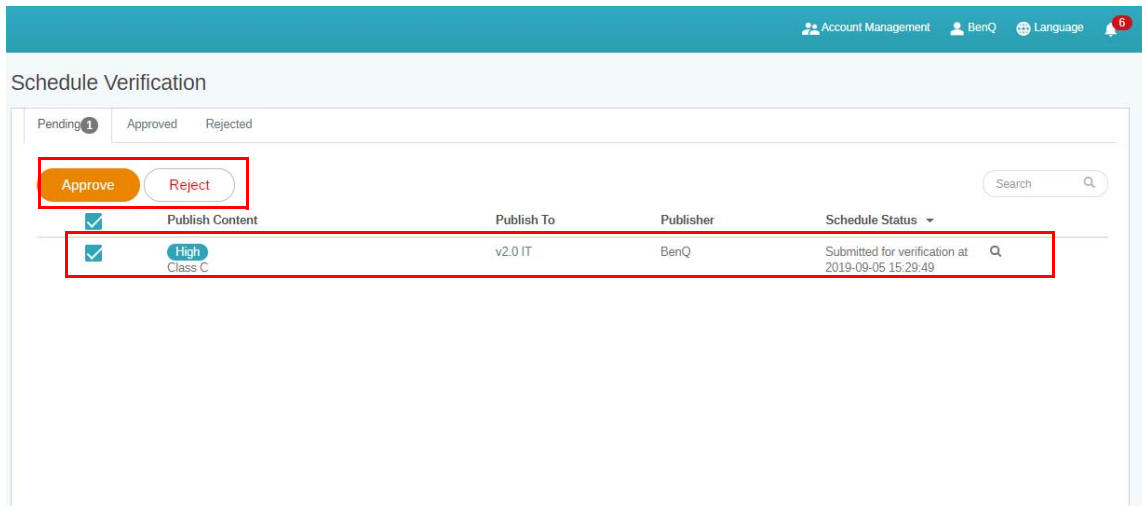 Account Management BenQ Language 6
Schedule Verification
Pending 1 Approved Rejected
Approve Reject Search
Publish Content Publish To Publisher Schedule Status
High v2.0 IT BenQ Submitted for verification at
Class C 2019-09-05 15:29:49